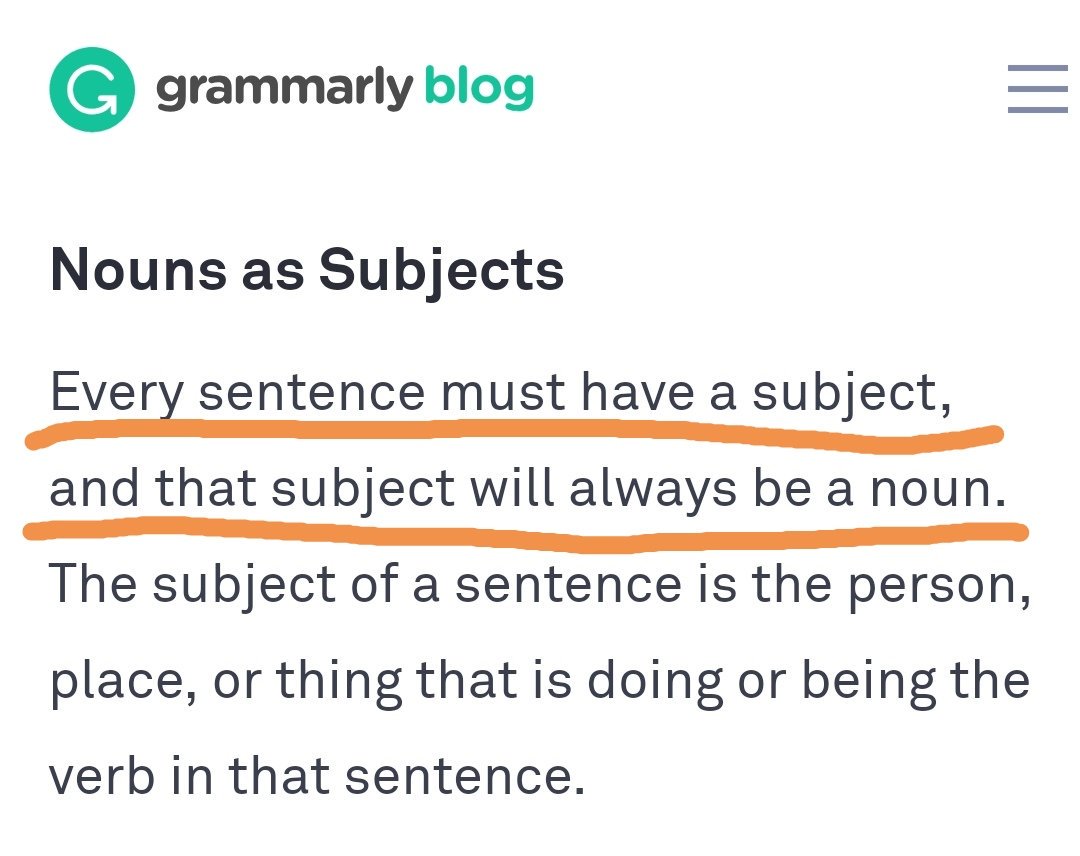 grammarly blog
Nouns as Subjects
Every sentence must have a subject,
and that subject will always be a noun.
The subject of a sentence is the person,
place, or thing that is doing or being the
verb in that sentence.